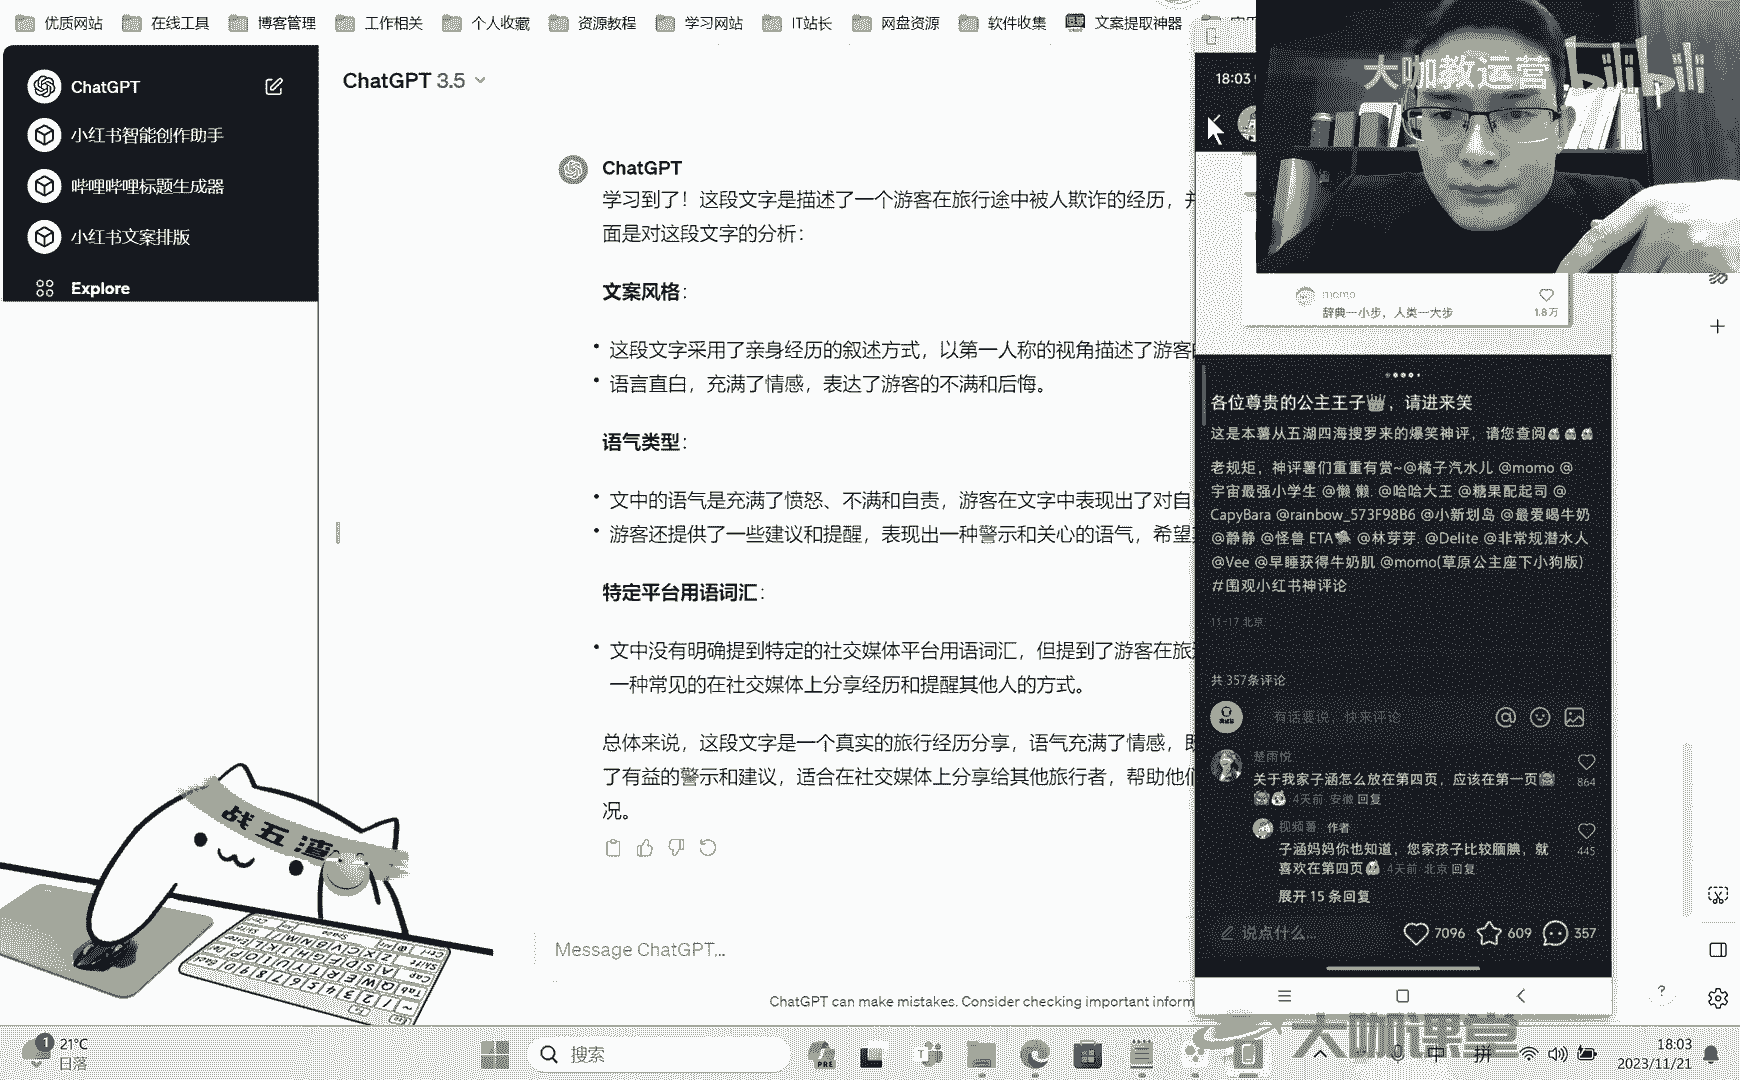 优质网站
在线工具
博客管理
工作相关
个人收藏
资源教程
学习网站
IT站长
网盘资源
软件收集
文案提取神器
ChatGPT
小红书智能创作助手
哔哩哔哩标题生成器
小红书文案排版
Explore
ChatGPT 3.5
ChatGPT
学习到了！这段文字是描述了一个游客在旅行途中被人欺诈的经历，并
面是对这段文字的分析：
文案风格：
• 这段文字采用了亲身经历的叙述方式，以第一人称的视角描述了游客的
• 语言直白，充满了情感，表达了游客的不满和后悔。
语气类型：
• 文中的语气是充满了愤怒、不满和自责，游客在文字中表现出了对自
• 游客还提供了一些建议和提醒，表现出一种警示和关心的语气，希望
特定平台用语词汇：
• 文中没有明确提到特定的社交媒体平台用语词汇，但提到了游客在旅
一种常见的在社交媒体上分享经历和提醒其他人的方式。
总体来说，这段文字是一个真实的旅行经历分享，语气充满了情感，既
了有益的警示和建议，适合在社交媒体上分享给其他旅行者，帮助他们
况。
Message ChatGPT…
ChatGPT can make mistakes. Consider checking important inform
战五渣
18:03
大咖教运营 bilibili
momo
辞典一小步，人类一大步
1.8万
各位尊贵的公主王子👑，请进来笑
这是本薯从五湖四海搜罗来的爆笑神评，请您查阅
老规矩，神评薯们重重有赏~@橘子汽水儿 @momo @
宇宙最强小学生 @懒 懒. @哈哈大王 @糖果配起司 @
CapyBara @rainbow_573F98B6 @小新划岛 @最爱喝牛奶
@静静 @怪兽 ETA @林芽芽. @Delite @非常规潜水人
@Vee @早睡获得牛奶肌 @momo(草原公主座下小狗版)
#围观小红书神评论
11-17 北京
共 357条评论
有话要说，快来评论
楚雨悦
关于我家子涵怎么放在第四页，应该在第一页
4天前 安徽 回复
864
视频薯 作者
子涵妈妈你也知道，您家孩子比较腼腆，就
喜欢在第四页 4天前 北京 回复
445
展开 15 条回复
说点什么...
7096
609
357
大咖课堂
1
21°C
日落
搜索
PRE
中
拼
18:03
2023/11/21